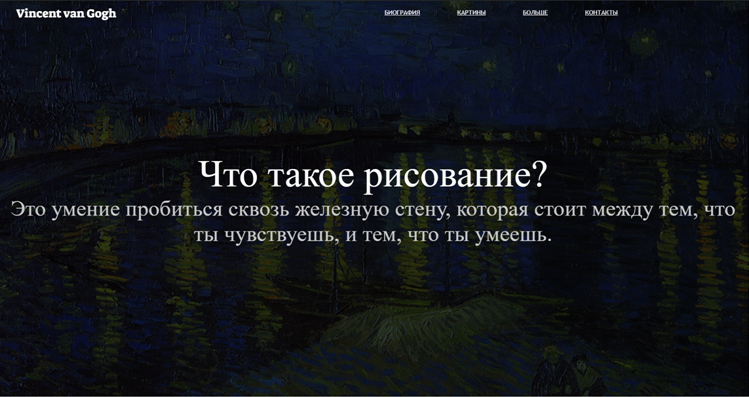 Vincent van Gogh
БИОГРАФИЯ КАРТИНЫ БОЛЬШЕ КОНТАКТЫ
Что такое рисование?
Это умение пробиться сквозь железную стену, которая стоит между тем, что
ты чувствуешь, и тем, что ты умеешь.